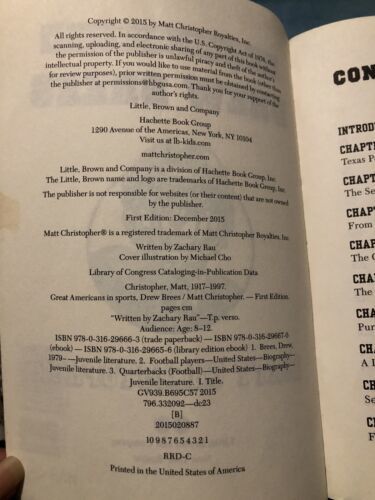 Copyright © 2015 by Matt Christopher Royalties, Inc.
All rights reserved. In accordance with the U.S. Copyright Act of 1976, the
scanning, uploading, and electronic sharing of any part of this book without
the permission of the publisher is unlawful piracy and theft of the author's
intellectual property. If you would like to use material from the book (other than
for review purposes), prior written permission must be obtained by contacting
the publisher at permissions@hbgusa.com. Thank you for your support of the
author's rights.
Little, Brown and Company
Hachette Book Group
1290 Avenue of the Americas, New York, NY 10104
Visit us at lb-kids.com
mattchristopher.com
Little, Brown and Company is a division of Hachette Book Group, Inc.
The Little, Brown name and logo are trademarks of Hachette Book Group, Inc.
The publisher is not responsible for websites (or their content) that are not owned
by the publisher.
First Edition: December 2015
Matt Christopher® is a registered trademark of Matt Christopher Royalties, Inc.
Written by Zachary Rau
Cover illustration by Michael Cho
Library of Congress Cataloging-in-Publication Data
Christopher, Matt, 1917–1997.
Great Americans in sports, Drew Brees / Matt Christopher. — First Edition.
pages cm
“Written by Zachary Rau”—T.p. verso.
Audience: Age: 8–12.
ISBN 978-0-316-29666-3 (trade paperback) — ISBN 978-0-316-29667-0
(ebook) — ISBN 978-0-316-29665-6 (library edition ebook) 1. Brees, Drew,
1979– —Juvenile literature. 2. Football players—United States—Biography—
Juvenile literature. 3. Quarterbacks (Football)—United States—Biography—
Juvenile literature. I. Title.
GV939.B695C57 2015
796.332092—dc23
[B]
2015020887
10 9 8 7 6 5 4 3 2 1
RRD-C
Printed in the United States of America
CON
INTROD
CHAPTE
Texas Po
CHAPT
The S
CHAPT
From
CHAP
The C
CHA
The
CHA
Pur
CHA
A L
CH
Se
C
F